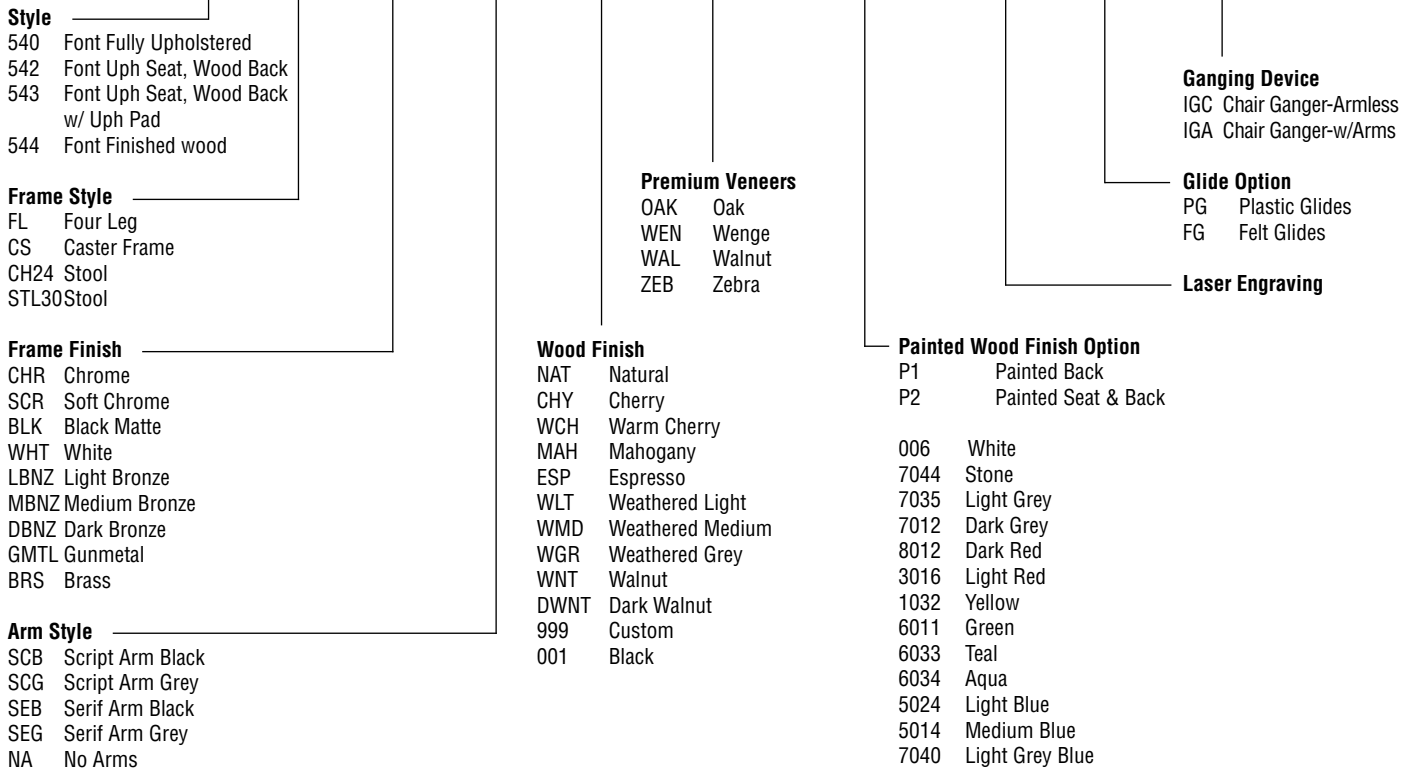 Style
540 Font Fully Upholstered
542 Font Uph Seat, Wood Back
543 Font Uph Seat, Wood Back
w/ Uph Pad
544 Font Finished wood
Frame Style
FL Four Leg
CS Caster Frame
CH24 Stool
STL30Stool
Frame Finish
CHR Chrome
SCR Soft Chrome
BLK Black Matte
WHT White
LBNZ Light Bronze
MBNZ Medium Bronze
DBNZ Dark Bronze
GMTL Gunmetal
BRS Brass
Arm Style
SCB Script Arm Black
SCG Script Arm Grey
SEB Serif Arm Black
SEG Serif Arm Grey
NA No Arms
Wood Finish
NAT Natural
CHY Cherry
WCH Warm Cherry
MAH Mahogany
ESP Espresso
WLT Weathered Light
WMD Weathered Medium
WGR Weathered Grey
WNT Walnut
DWNT Dark Walnut
999 Custom
001 Black
Premium Veneers
OAK Oak
WEN Wenge
WAL Walnut
ZEB Zebra
Painted Wood Finish Option
P1 Painted Back
P2 Painted Seat & Back
006 White
7044 Stone
7035 Light Grey
7012 Dark Grey
8012 Dark Red
3016 Light Red
1032 Yellow
6011 Green
6033 Teal
6034 Aqua
5024 Light Blue
5014 Medium Blue
7040 Light Grey Blue
Laser Engraving
Glide Option
PG Plastic Glides
FG Felt Glides
Ganging Device
IGC Chair Ganger-Armless
IGA Chair Ganger-w/Arms